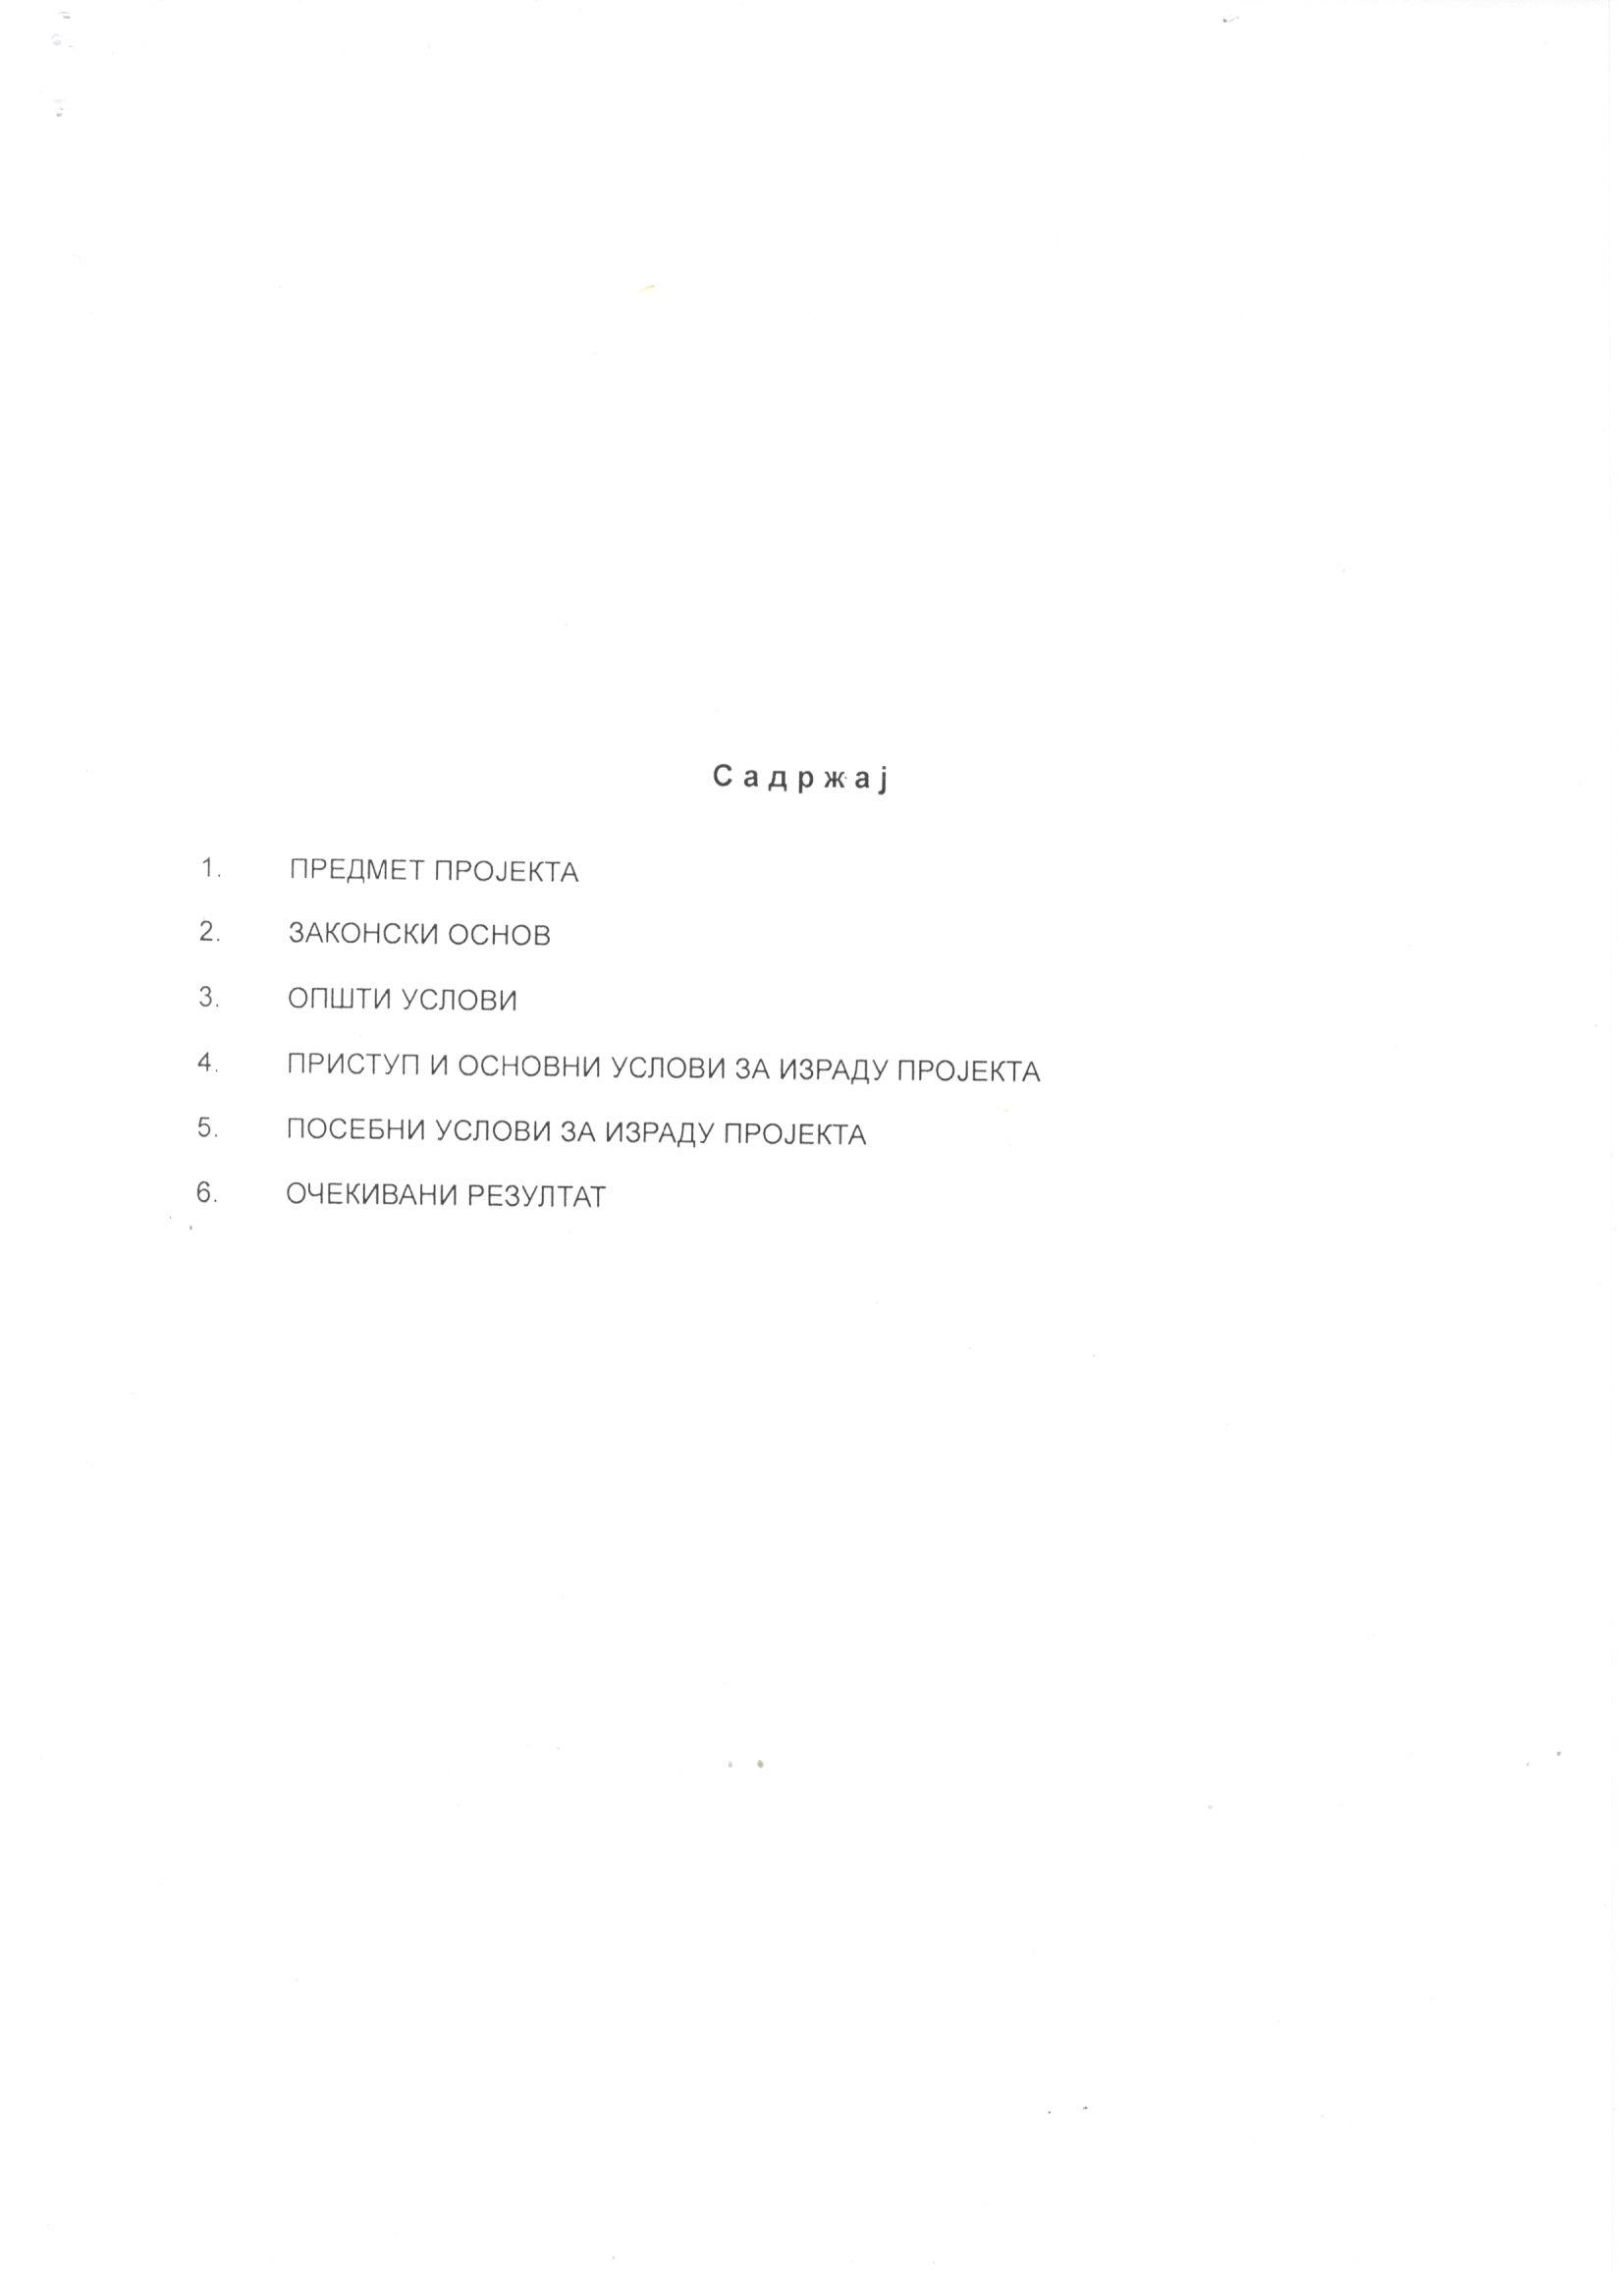 Садржај
1. ПРЕДМЕТ ПРОЈЕКТА
2. ЗАКОНСКИ ОСНОВ
3. ОПШТИ УСЛОВИ
4. ПРИСТУП И ОСНОВНИ УСЛОВИ ЗА ИЗРАДУ ПРОЈЕКТА
5. ПОСЕБНИ УСЛОВИ ЗА ИЗРАДУ ПРОЈЕКТА
6. ОЧЕКИВАНИ РЕЗУЛТАТ